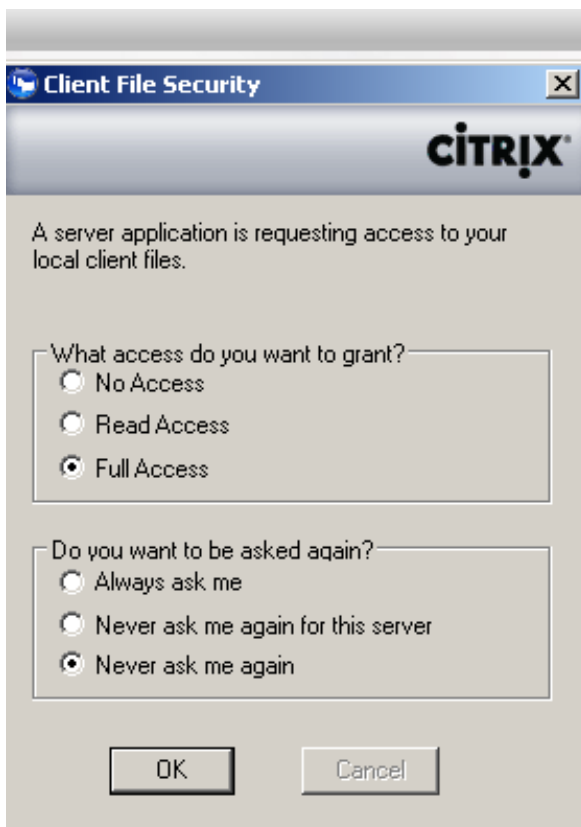 Client File Security
CİTRIX
A server application is requesting access to your
local client files.
What access do you want to grant?
No Access
Read Access
Full Access
Do you want to be asked again?
Always ask me
Never ask me again for this server
Never ask me again
OK
Cancel